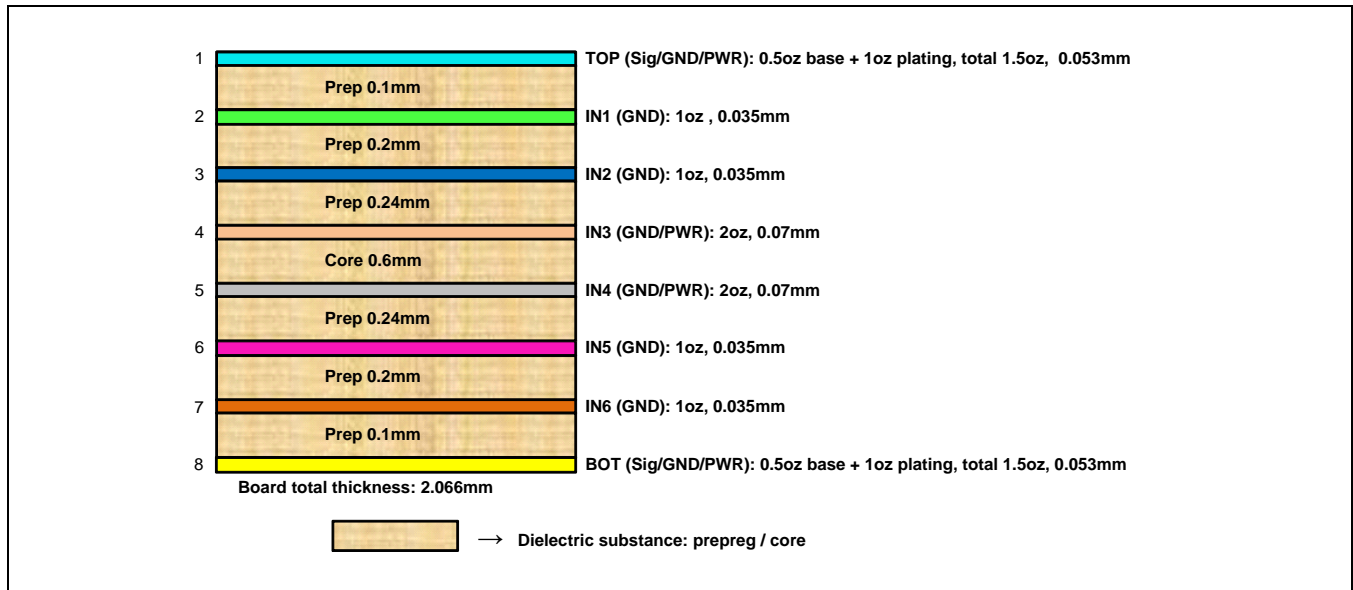 1 TOP (Sig/GND/PWR): 0.5oz base + 1oz plating, total 1.5oz, 0.053mm
Prep 0.1mm
2 IN1 (GND): 1oz , 0.035mm
Prep 0.2mm
3 IN2 (GND): 1oz, 0.035mm
Prep 0.24mm
4 IN3 (GND/PWR): 2oz, 0.07mm
Core 0.6mm
5 IN4 (GND/PWR): 2oz, 0.07mm
Prep 0.24mm
6 IN5 (GND): 1oz, 0.035mm
Prep 0.2mm
7 IN6 (GND): 1oz, 0.035mm
Prep 0.1mm
8 BOT (Sig/GND/PWR): 0.5oz base + 1oz plating, total 1.5oz, 0.053mm
Board total thickness: 2.066mm
→ Dielectric substance: prepreg / core